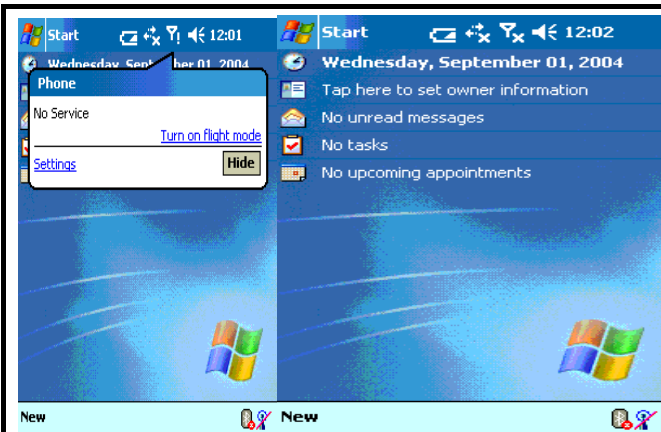 Start 12:01
Wednesday, Sept ber 01, 2004
Phone
No Service
Turn on flight mode
Settings Hide
New
Start 12:02
Wednesday, September 01, 2004
Tap here to set owner information
No unread messages
No tasks
No upcoming appointments
New